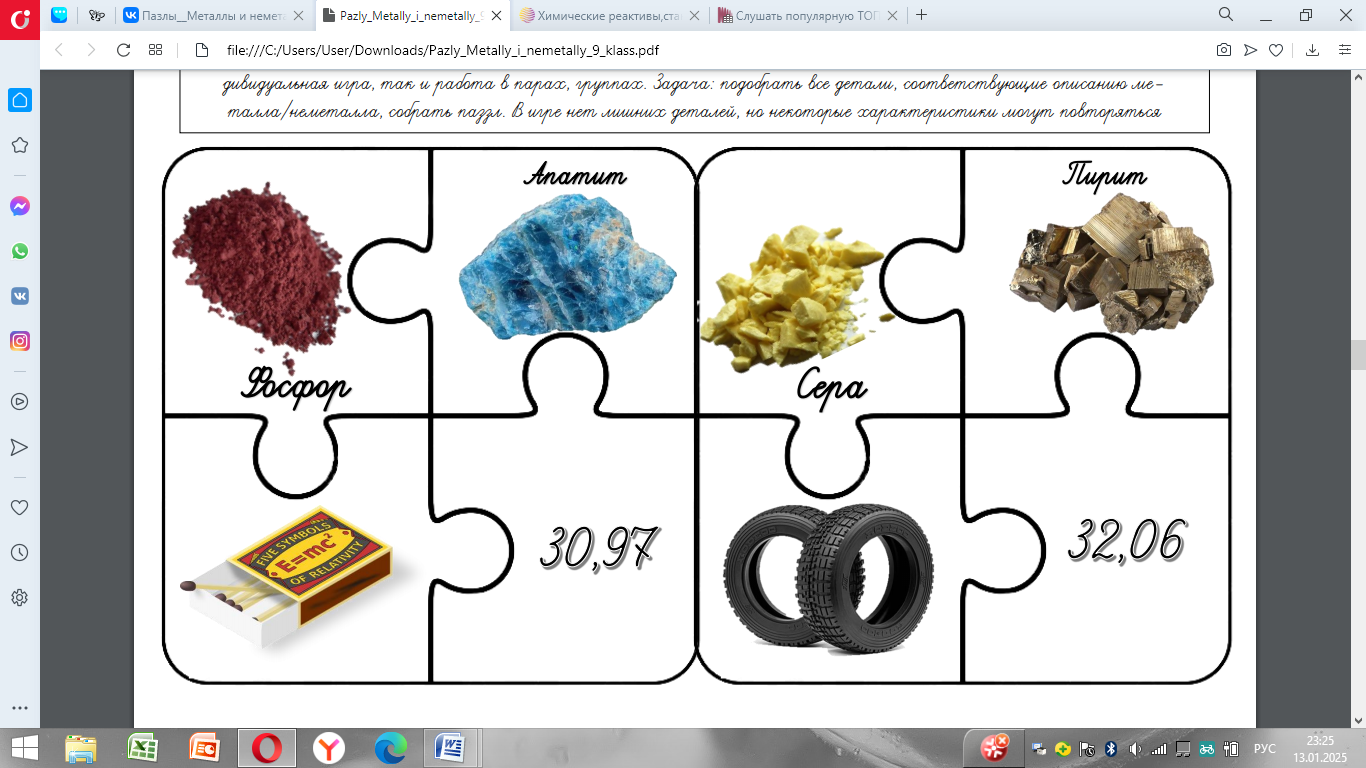 Пазлы__Металлы и немета
Pazly_Metally_i_nemetally_9_
Химические реактивы,ста
Слушать популярную ТОП
file:///C:/Users/User/Downloads/Pazly_Metally_i_nemetally_9_klass.pdf
дивидуальная игра, так и работа в парах, группах. Задача: подобрать все детали, соответствующие описанию ме-
талла/неметалла, собрать паззл. В игре нет лишних деталей, но некоторые характеристики могут повторяться
Апатит
Пирит
Фосфор
Сера
FIVE SYMBOLS
E=mc²
OF RELATIVITY
30,97
32,06
РУС
23:25
13.01.2025